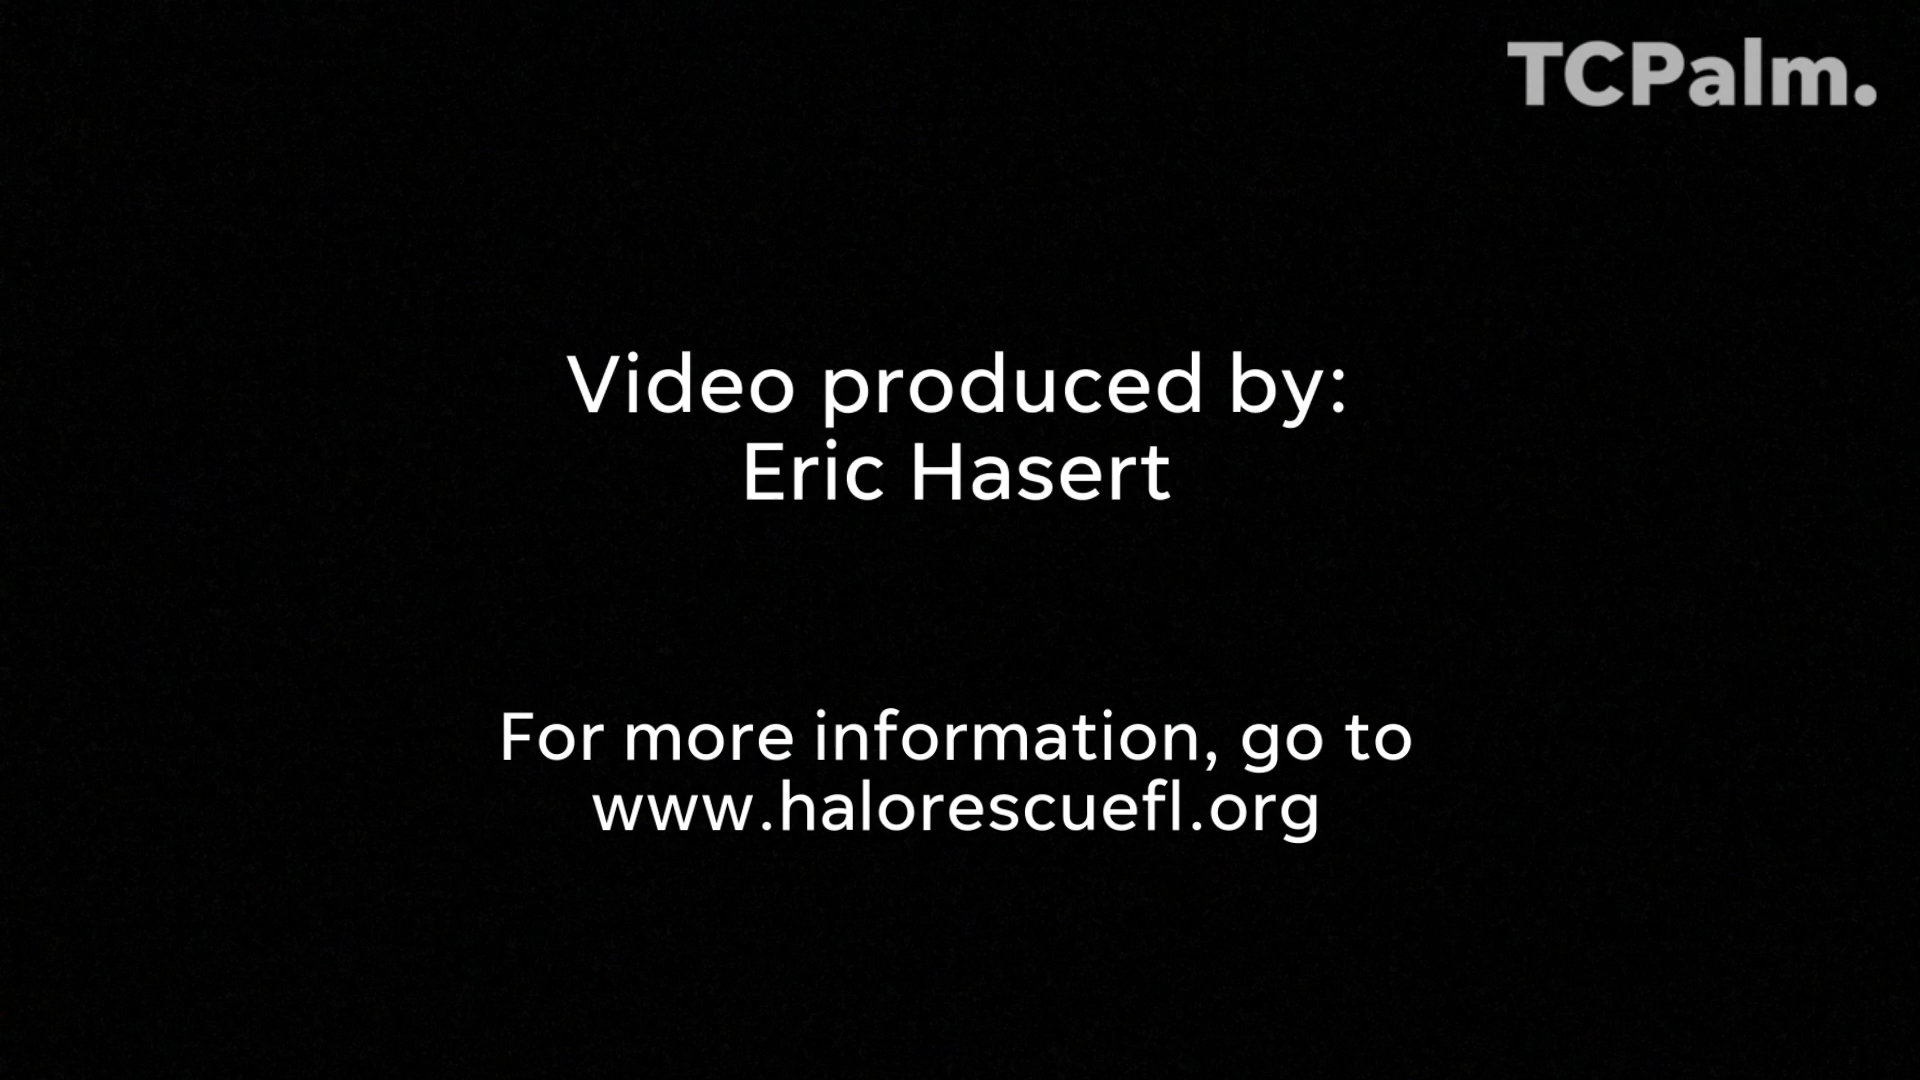 TCPalm.
Video produced by:
Eric Hasert
For more information, go to
www.halorescuefl.org